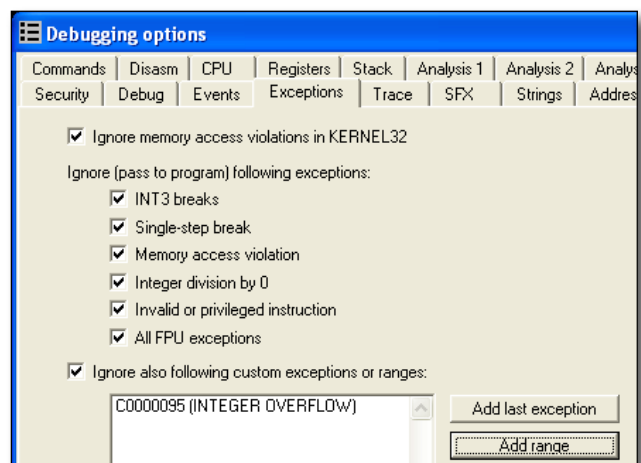 Debugging options
Commands Disasm CPU Registers Stack Analysis 1 Analysis 2 Analys
Security Debug Events Exceptions Trace SFX Strings Addres
Ignore memory access violations in KERNEL32
Ignore (pass to program) following exceptions:
INT3 breaks
Single-step break
Memory access violation
Integer division by 0
Invalid or privileged instruction
All FPU exceptions
Ignore also following custom exceptions or ranges:
C0000095 (INTEGER OVERFLOW)
Add last exception
Add range